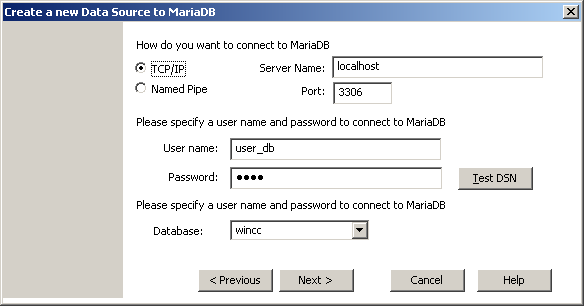 Create a new Data Source to MariaDB
How do you want to connect to MariaDB
TCP/IP Server Name: localhost
Named Pipe Port: 3306
Please specify a user name and password to connect to MariaDB
User name: user_db
Password: ●●●● Test DSN
Please specify a user name and password to connect to MariaDB
Database: wincc
< Previous Next > Cancel Help